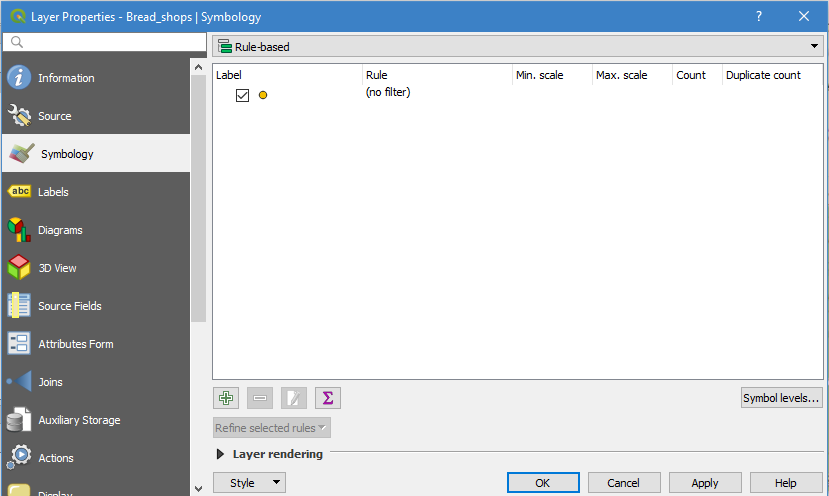 Layer Properties - Bread_shops | Symbology
?
Rule-based
Information
Source
Symbology
abc Labels
Diagrams
3D View
Source Fields
Attributes Form
Joins
Auxiliary Storage
Actions
Display
Label Rule Min. scale Max. scale Count Duplicate count
(no filter)
Σ
Symbol levels...
Refine selected rules
Layer rendering
Style OK Cancel Apply Help